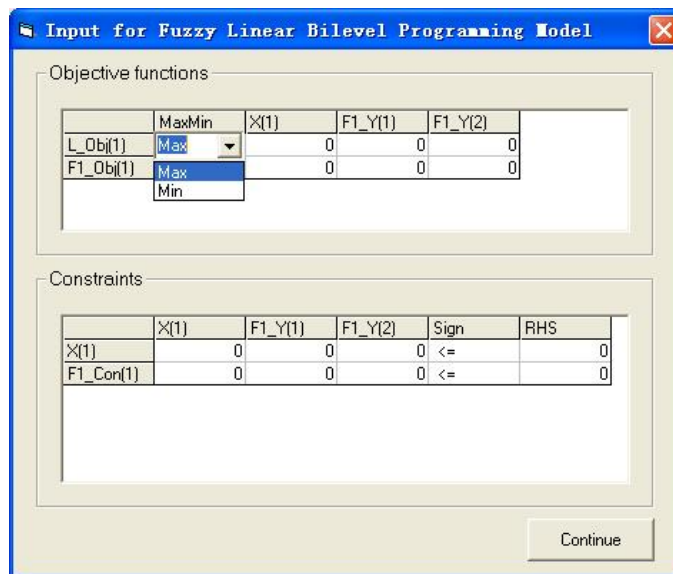 Input for Fuzzy Linear Bilevel Programming Model
Objective functions
MaxMin X(1) F1_Y(1) F1_Y(2)
L_Obj(1) Max 0 0 0
F1_Obj(1) Max 0 0 0
Min
Constraints
X(1) F1_Y(1) F1_Y(2) Sign RHS
X(1) 0 0 0 <= 0
F1_Con(1) 0 0 0 <= 0
Continue